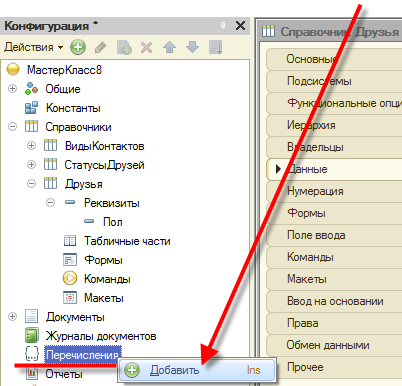 Конфигурация *
Действия
МастерКласс8
Общие
Константы
Справочники
ВидыКонтактов
СтатусыДрузей
Друзья
Реквизиты
Пол
Табличные части
Формы
Команды
Макеты
Документы
Журналы документов
Перечисления
Отчеты
Добавить Ins
Справочник Друзья
Основные
Подсистемы
Функциональные опци
Иерархия
Владельцы
Данные
Нумерация
Формы
Поле ввода
Команды
Макеты
Ввод на основании
Права
Обмен данными
Прочее